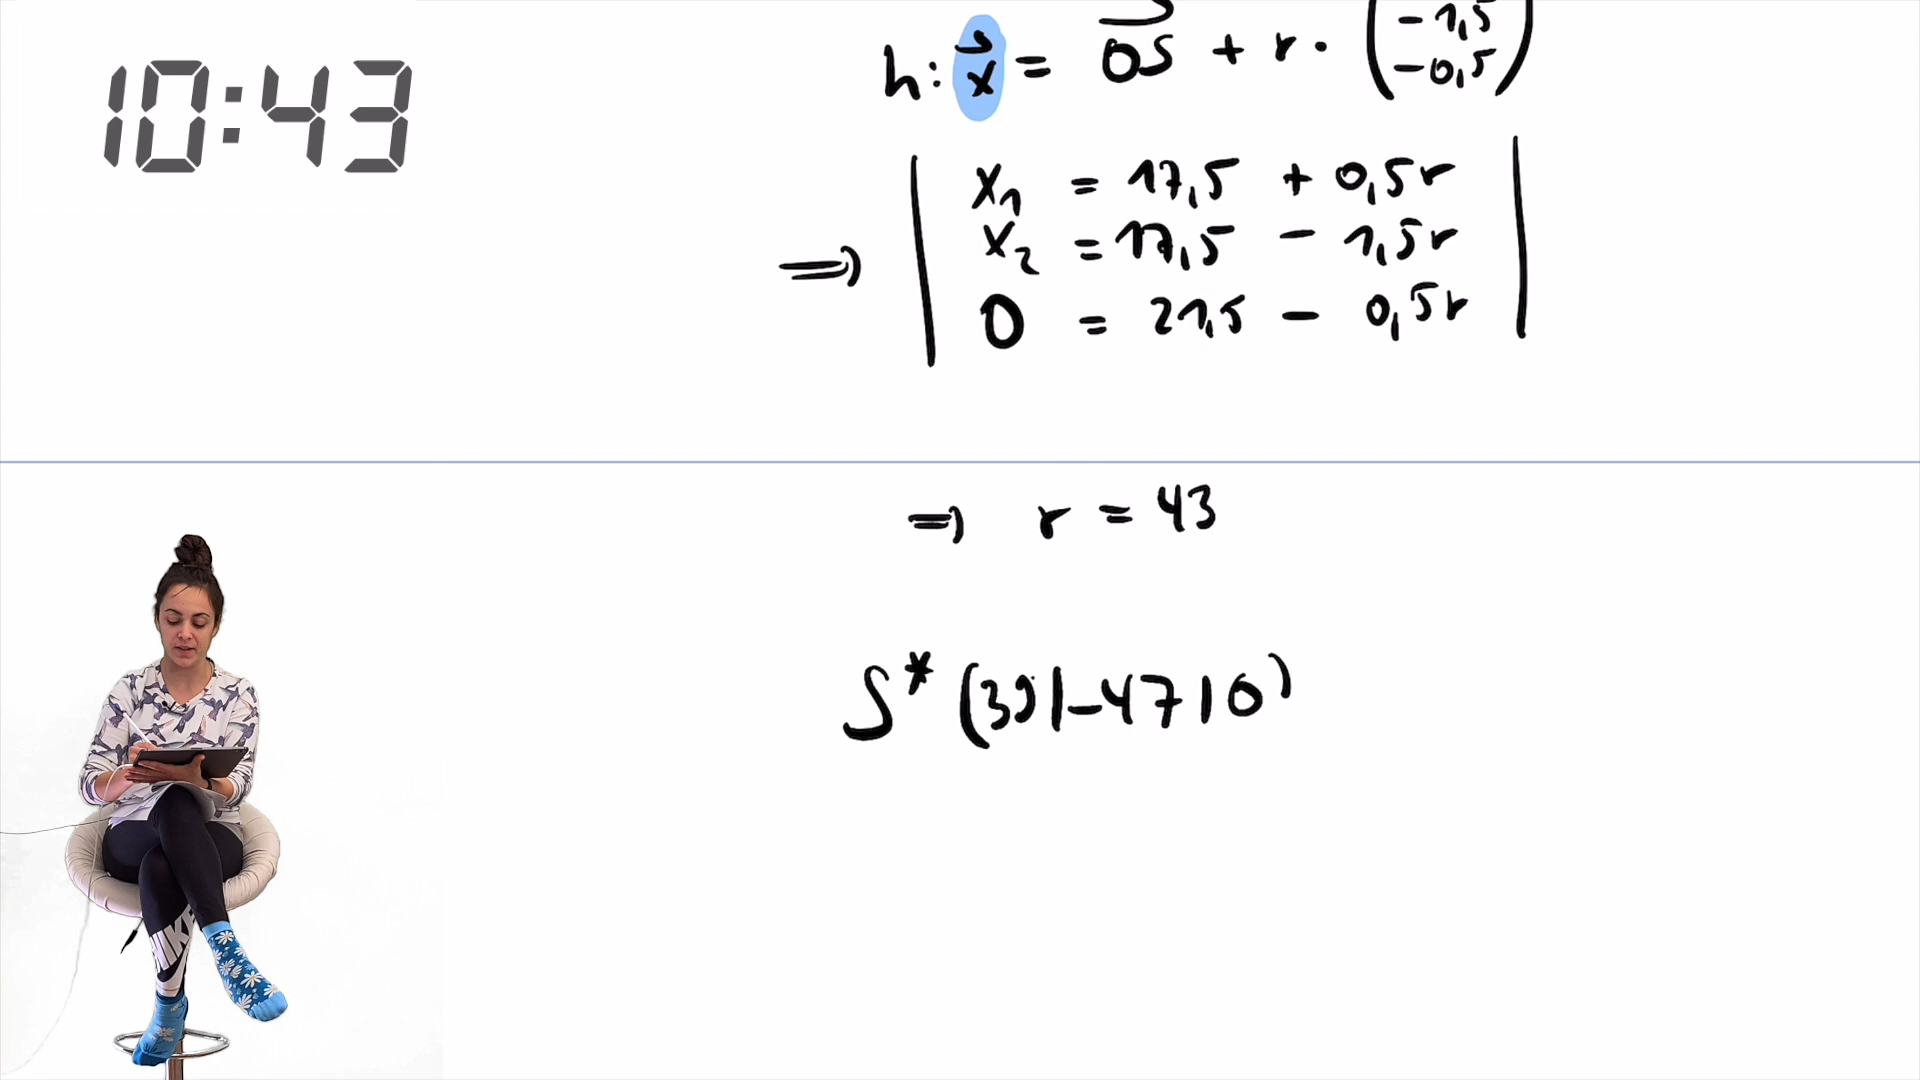 10:43
h: x⃗ = O⃗S + r · ( -1,5
-0,5 )
| x₁ = 17,5 + 0,5r |
x₂ = 17,5 - 1,5r
⇒
0 = 21,5 - 0,5r
⇒ r = 43
S* (39|-47|0)
NIKE